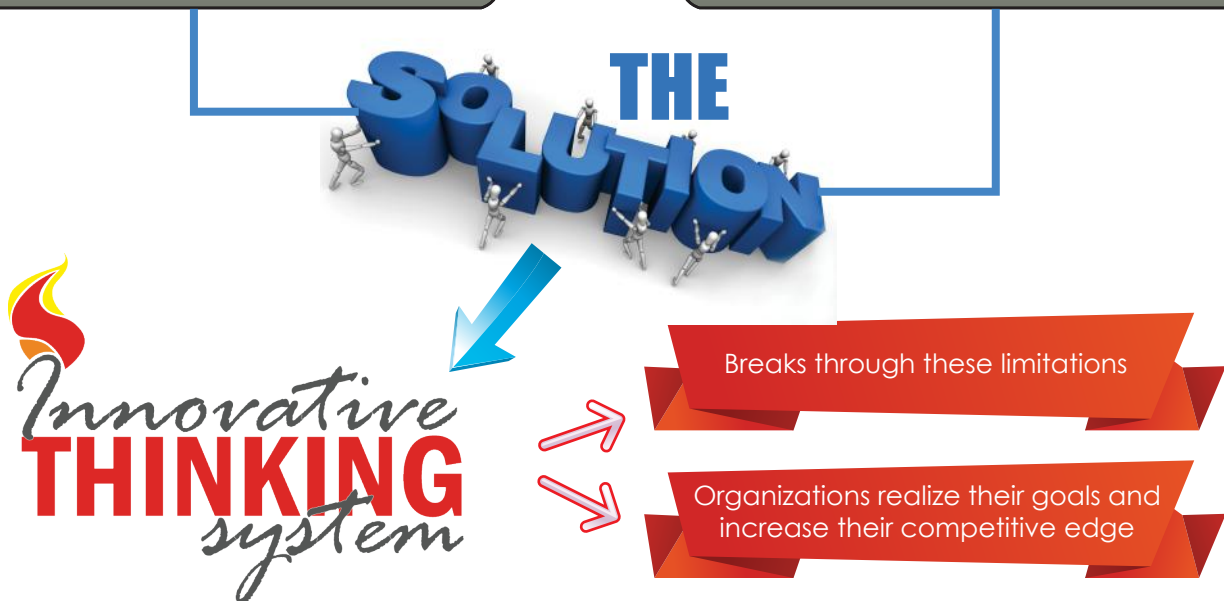 THE
SOLUTION
Innovative
THINKING
system
Breaks through these limitations
Organizations realize their goals and
increase their competitive edge